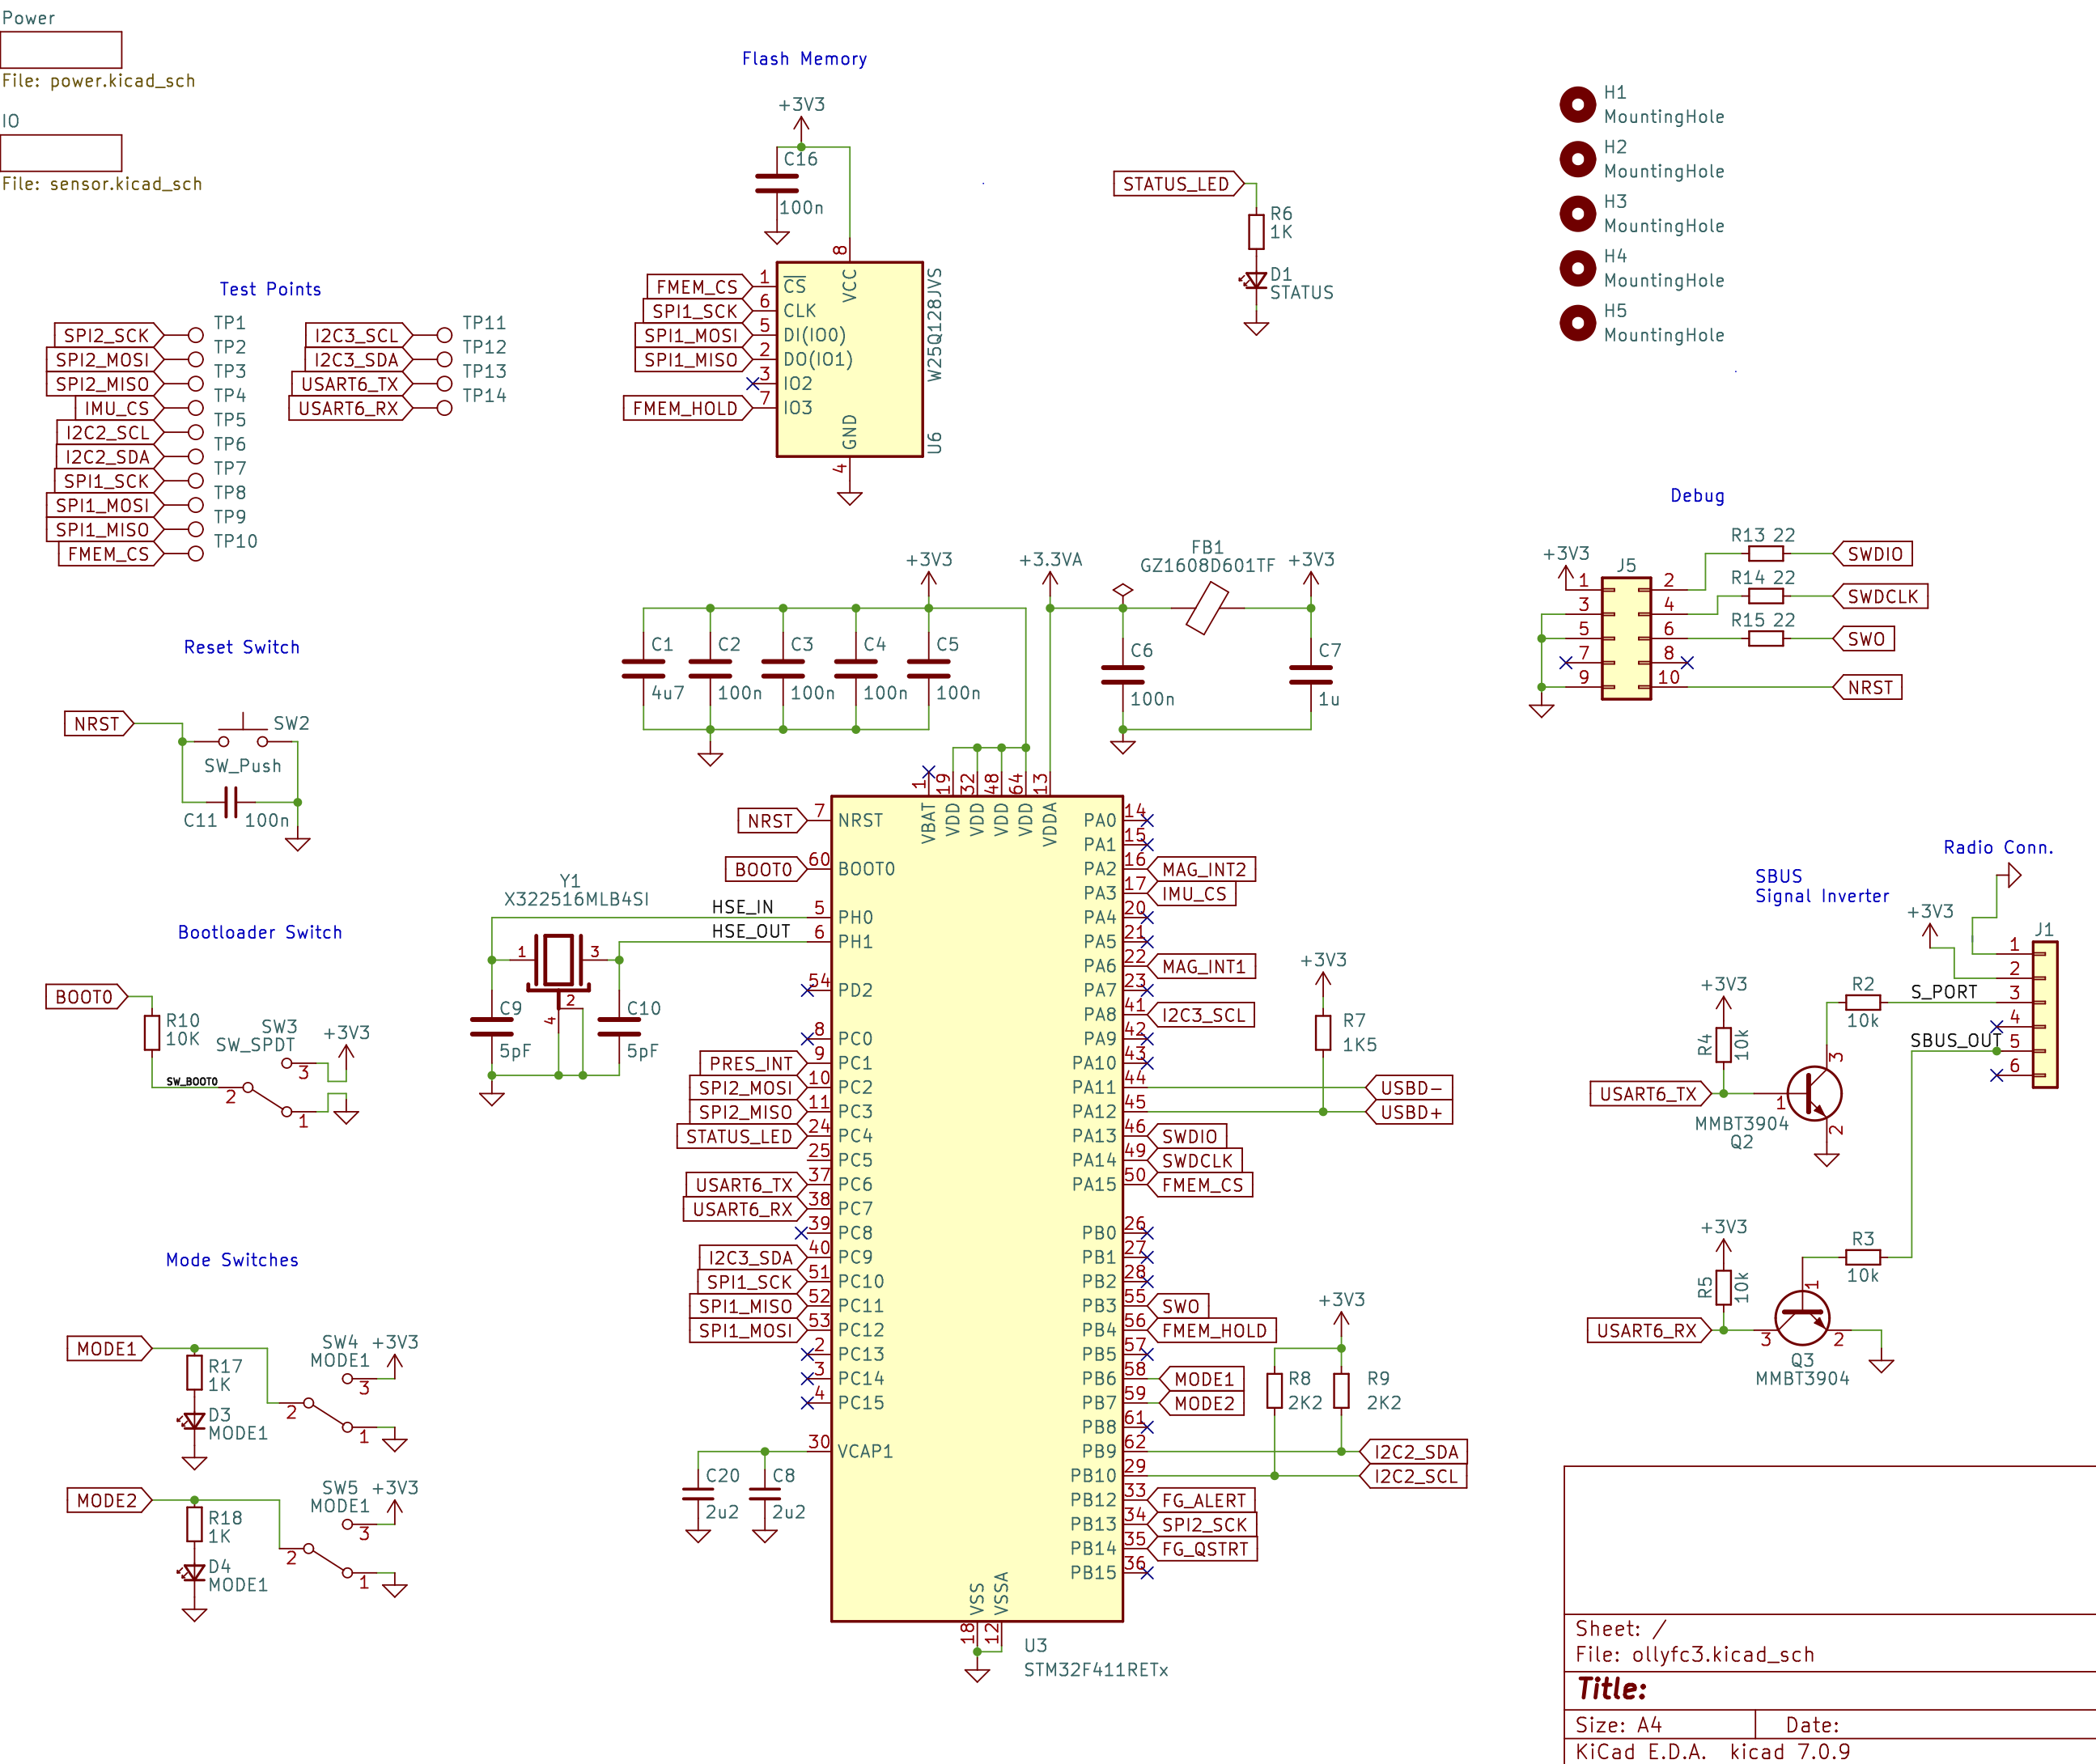 Power
File: power.kicad_sch
IO
File: sensor.kicad_sch
Flash Memory
+3V3
C16
100n
FMEM_CS
SPI1_SCK
SPI1_MOSI
SPI1_MISO
FMEM_HOLD
1 CS
6 CLK
5 DI(IO0)
2 DO(IO1)
3 IO2
7 IO3
8 VCC
4 GND
W25Q128JVS
U6
STATUS_LED
R6
1K
D1
STATUS
H1
MountingHole
H2
MountingHole
H3
MountingHole
H4
MountingHole
H5
MountingHole
Test Points
SPI2_SCK TP1
SPI2_MOSI TP2
SPI2_MISO TP3
IMU_CS TP4
I2C2_SCL TP5
I2C2_SDA TP6
SPI1_SCK TP7
SPI1_MOSI TP8
SPI1_MISO TP9
FMEM_CS TP10
I2C3_SCL TP11
I2C3_SDA TP12
USART6_TX TP13
USART6_RX TP14
Debug
+3V3
J5
1 2
3 4
5 6
7 8
9 10
R13 22
SWDIO
R14 22
SWDCLK
R15 22
SWO
NRST
+3V3
C1
4u7
C2
100n
C3
100n
C4
100n
C5
100n
+3.3VA
FB1
GZ1608D601TF
+3V3
C6
100n
C7
1u
Reset Switch
NRST
SW2
SW_Push
C11 100n
Bootloader Switch
BOOT0
R10
10K
SW3
SW_SPDT
+3V3
SW_BOOT0
3
2
1
Y1
X322516MLB4SI
HSE_IN
HSE_OUT
1 3
2
4
C9
5pF
C10
5pF
Mode Switches
MODE1
R17
1K
D3
MODE1
SW4
MODE1
+3V3
3
2
1
MODE2
R18
1K
D4
MODE1
SW5
MODE1
+3V3
3
2
1
1 VBAT
19 VDD
32 VDD
48 VDD
64 VDD
13 VDDA
NRST 7 NRST
BOOT0 60 BOOT0
5 PH0
6 PH1
54 PD2
8 PC0
PRES_INT 9 PC1
SPI2_MOSI 10 PC2
SPI2_MISO 11 PC3
STATUS_LED 24 PC4
25 PC5
USART6_TX 37 PC6
USART6_RX 38 PC7
39 PC8
I2C3_SDA 40 PC9
SPI1_SCK 51 PC10
SPI1_MISO 52 PC11
SPI1_MOSI 53 PC12
2 PC13
3 PC14
4 PC15
30 VCAP1
C20
2u2
C8
2u2
PA0 14
PA1 15
PA2 16 MAG_INT2
PA3 17 IMU_CS
PA4 20
PA5 21
PA6 22 MAG_INT1
PA7 23
PA8 41 I2C3_SCL
PA9 42
PA10 43
PA11 44 USBD-
PA12 45 USBD+
PA13 46 SWDIO
PA14 49 SWDCLK
PA15 50 FMEM_CS
PB0 26
PB1 27
PB2 28
PB3 55 SWO
PB4 56 FMEM_HOLD
PB5 57
PB6 58 MODE1
PB7 59 MODE2
PB8 61
PB9 62 I2C2_SDA
PB10 29 I2C2_SCL
PB12 33 FG_ALERT
PB13 34 SPI2_SCK
PB14 35 FG_QSTRT
PB15 36
18 VSS
12 VSSA
U3
STM32F411RETx
+3V3
R7
1K5
+3V3
R8
2K2
R9
2K2
Radio Conn.
SBUS
Signal Inverter
+3V3
J1
1
2
3
4
5
6
S_PORT
SBUS_OUT
+3V3
R2
10k
R4
10k
USART6_TX
1
2
3
MMBT3904
Q2
+3V3
R3
10k
R5
10k
USART6_RX
1
3
2
Q3
MMBT3904
Sheet: /
File: ollyfc3.kicad_sch
Title:
Size: A4 Date:
KiCad E.D.A. kicad 7.0.9